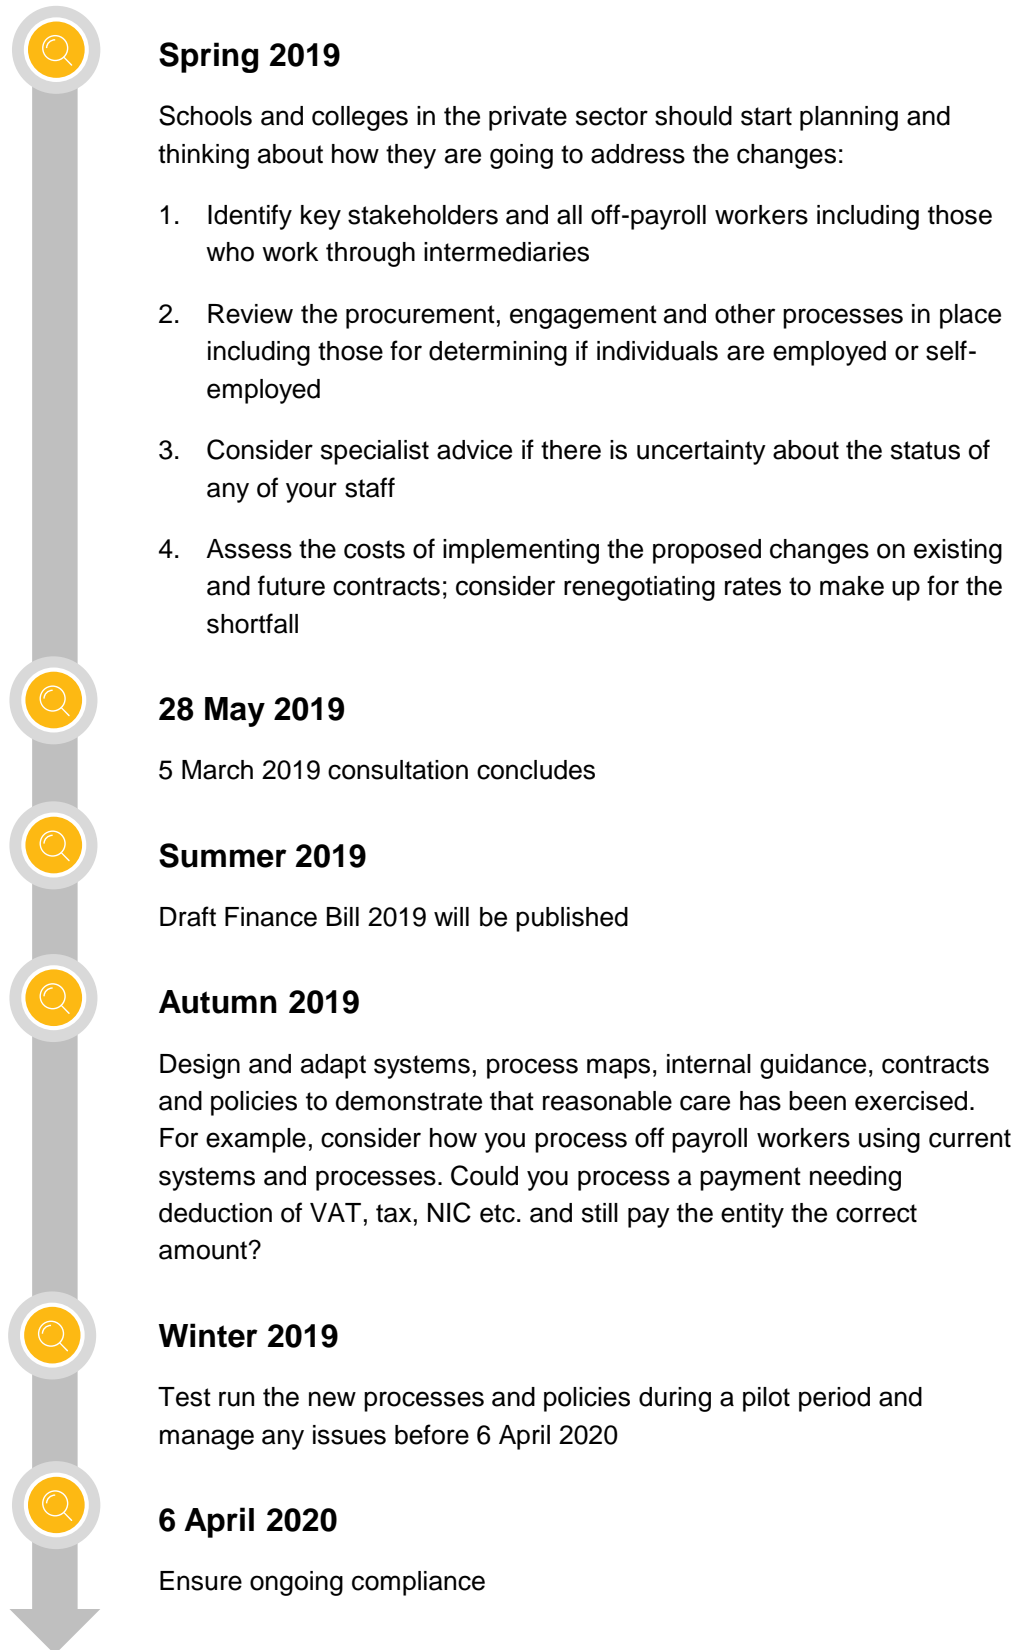 Spring 2019
Schools and colleges in the private sector should start planning and
thinking about how they are going to address the changes:
1. Identify key stakeholders and all off-payroll workers including those
who work through intermediaries
2. Review the procurement, engagement and other processes in place
including those for determining if individuals are employed or self-
employed
3. Consider specialist advice if there is uncertainty about the status of
any of your staff
4. Assess the costs of implementing the proposed changes on existing
and future contracts; consider renegotiating rates to make up for the
shortfall
28 May 2019
5 March 2019 consultation concludes
Summer 2019
Draft Finance Bill 2019 will be published
Autumn 2019
Design and adapt systems, process maps, internal guidance, contracts
and policies to demonstrate that reasonable care has been exercised.
For example, consider how you process off payroll workers using current
systems and processes. Could you process a payment needing
deduction of VAT, tax, NIC etc. and still pay the entity the correct
amount?
Winter 2019
Test run the new processes and policies during a pilot period and
manage any issues before 6 April 2020
6 April 2020
Ensure ongoing compliance